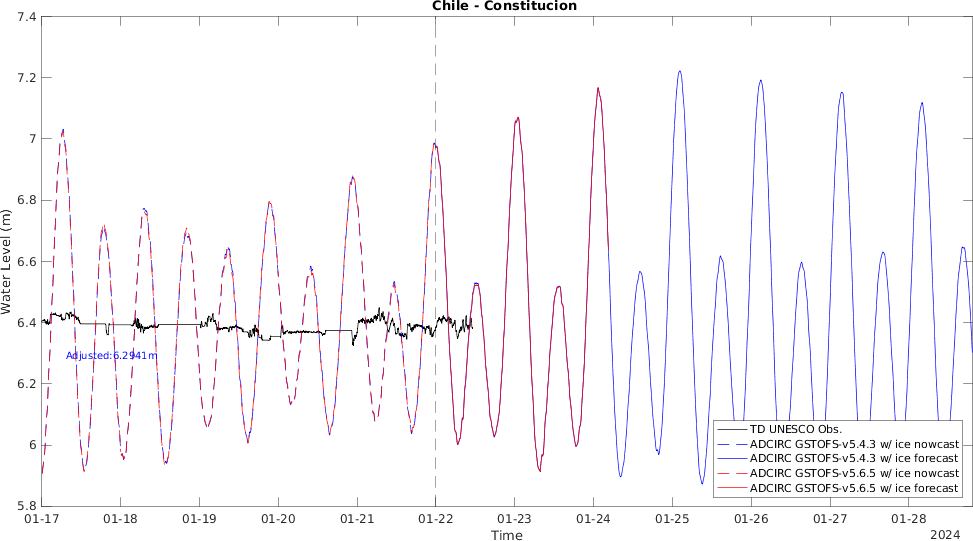 Chile - Constitucion
7.4
7.2
7
6.8
6.6
6.4
6.2
6
5.8
Water Level (m)
Adjusted:6.2941m
TD UNESCO Obs.
ADCIRC GSTOFS-v5.4.3 w/ ice nowcast
ADCIRC GSTOFS-v5.4.3 w/ ice forecast
ADCIRC GSTOFS-v5.6.5 w/ ice nowcast
ADCIRC GSTOFS-v5.6.5 w/ ice forecast
01-17 01-18 01-19 01-20 01-21 01-22 01-23 01-24 01-25 01-26 01-27 01-28
Time
2024